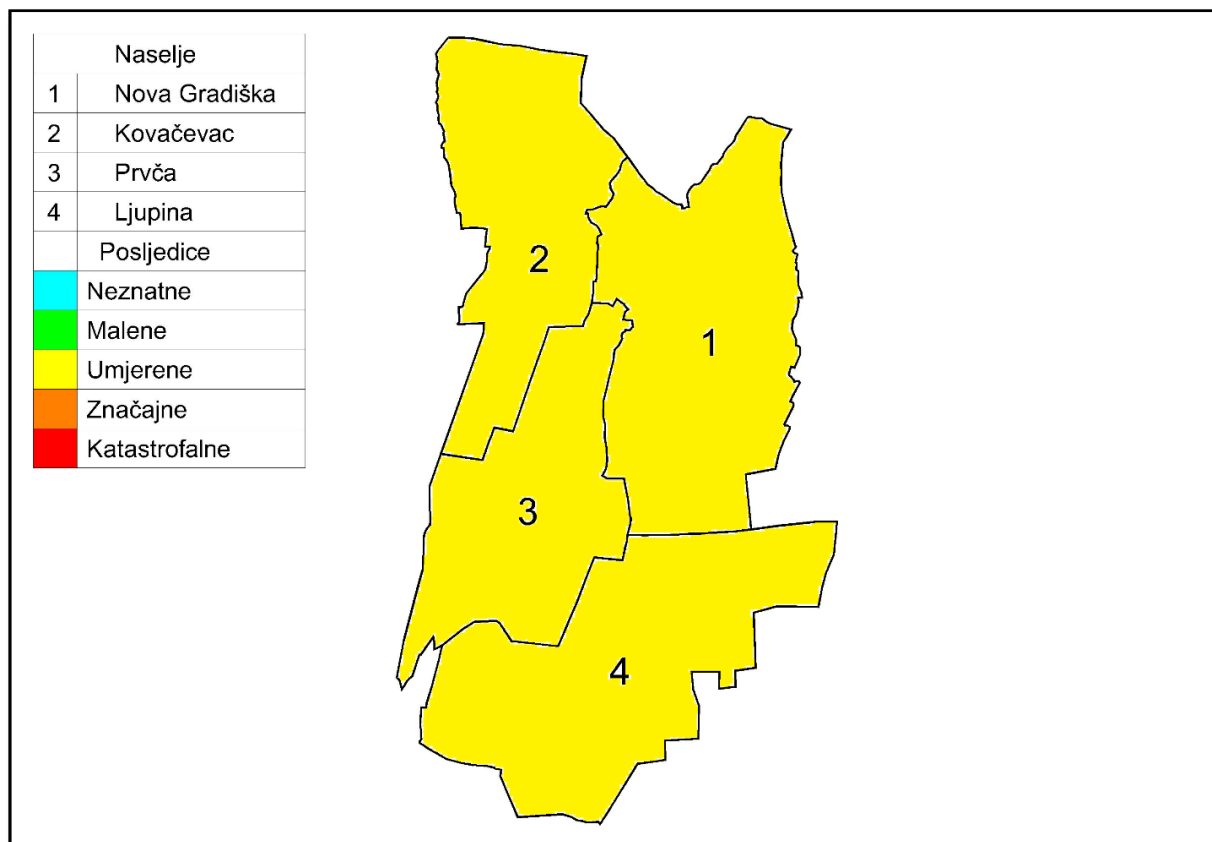 Naselje
1 Nova Gradiška
2 Kovačevac
3 Prvča
4 Ljupina
Posljedice
Neznatne
Malene
Umjerene
Značajne
Katastrofalne
2
1
3
4